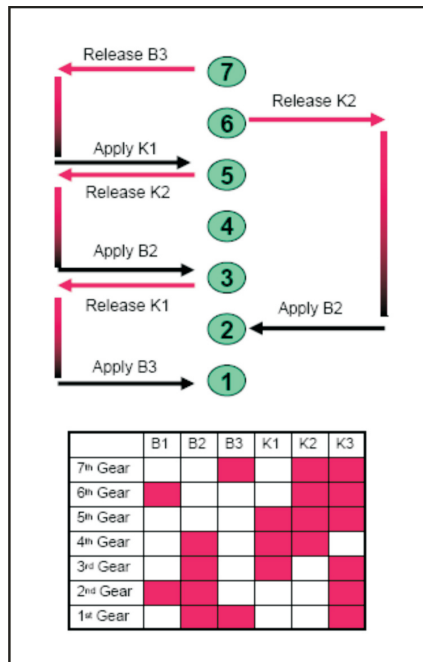 Release B3
7
6
Release K2
Apply K1
5
Release K2
4
Apply B2
3
Release K1
Apply B2
2
Apply B3
1
B1 B2 B3 K1 K2 K3
7th Gear
6th Gear
5th Gear
4th Gear
3rd Gear
2nd Gear
1st Gear